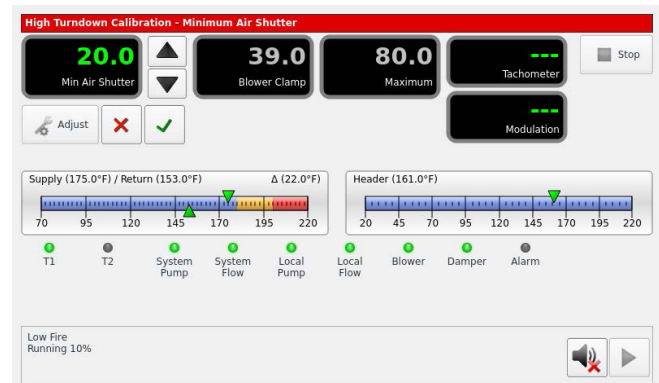 High Turndown Calibration - Minimum Air Shutter
20.0
Min Air Shutter
39.0
Blower Clamp
80.0
Maximum
---
Tachometer
Stop
Adjust
---
Modulation
Supply (175.0°F) / Return (153.0°F) Δ (22.0°F)
70 95 120 145 170 195 220
Header (161.0°F)
20 45 70 95 120 145 170 195 220
T1
T2
System
Pump
System
Flow
Local
Pump
Local
Flow
Blower
Damper
Alarm
Low Fire
Running 10%